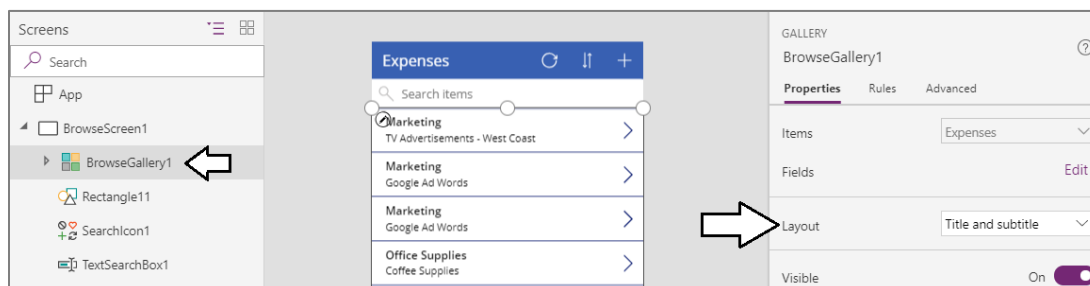 Screens
Search
App
BrowseScreen1
BrowseGallery1
Rectangle11
SearchIcon1
TextSearchBox1
Expenses
Search items
Marketing
TV Advertisements - West Coast
Marketing
Google Ad Words
Marketing
Google Ad Words
Office Supplies
Coffee Supplies
GALLERY
BrowseGallery1
Properties Rules Advanced
Items Expenses
Fields Edit
Layout Title and subtitle
Visible On